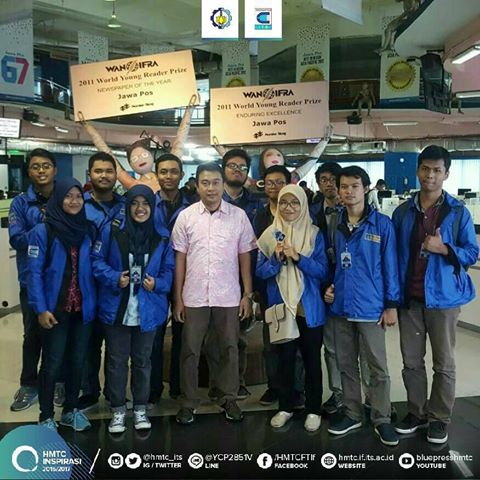 WAN IFRA
2011 World Young Reader Prize
NEWSPAPER OF THE YEAR
Jawa Pos
WAN IFRA
2011 World Young Reader Prize
ENDURING EXCELLENCE
Jawa Pos
67
HMTC
INSPIRASI
2016/2017
@hmtc_its
IG / TWITTER
@YCP2851V
LINE
/HMTCFTIF
FACEBOOK
hmtc.if.its.ac.id
WEBSITE
bluepresshmtc
YOUTUBE